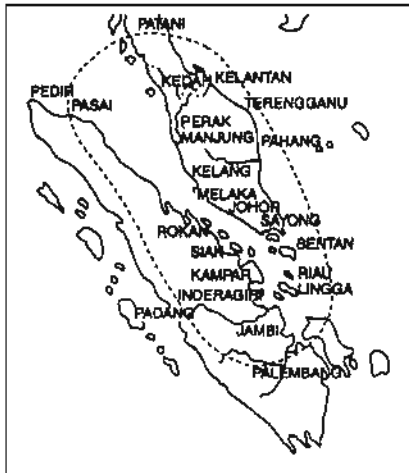 PATANI
KEDAH KELANTAN
PEDIR
PASAI
TERENGGANU
PERAK
MANJUNG
PAHANG
KELANG
MELAKA
JOHOR
SAYONG
ROKAN
BENTAN
SIAK
KAMPAR
RIAU
INDERAGIRI
LINGGA
PADANG
JAMBI
PALEMBANG